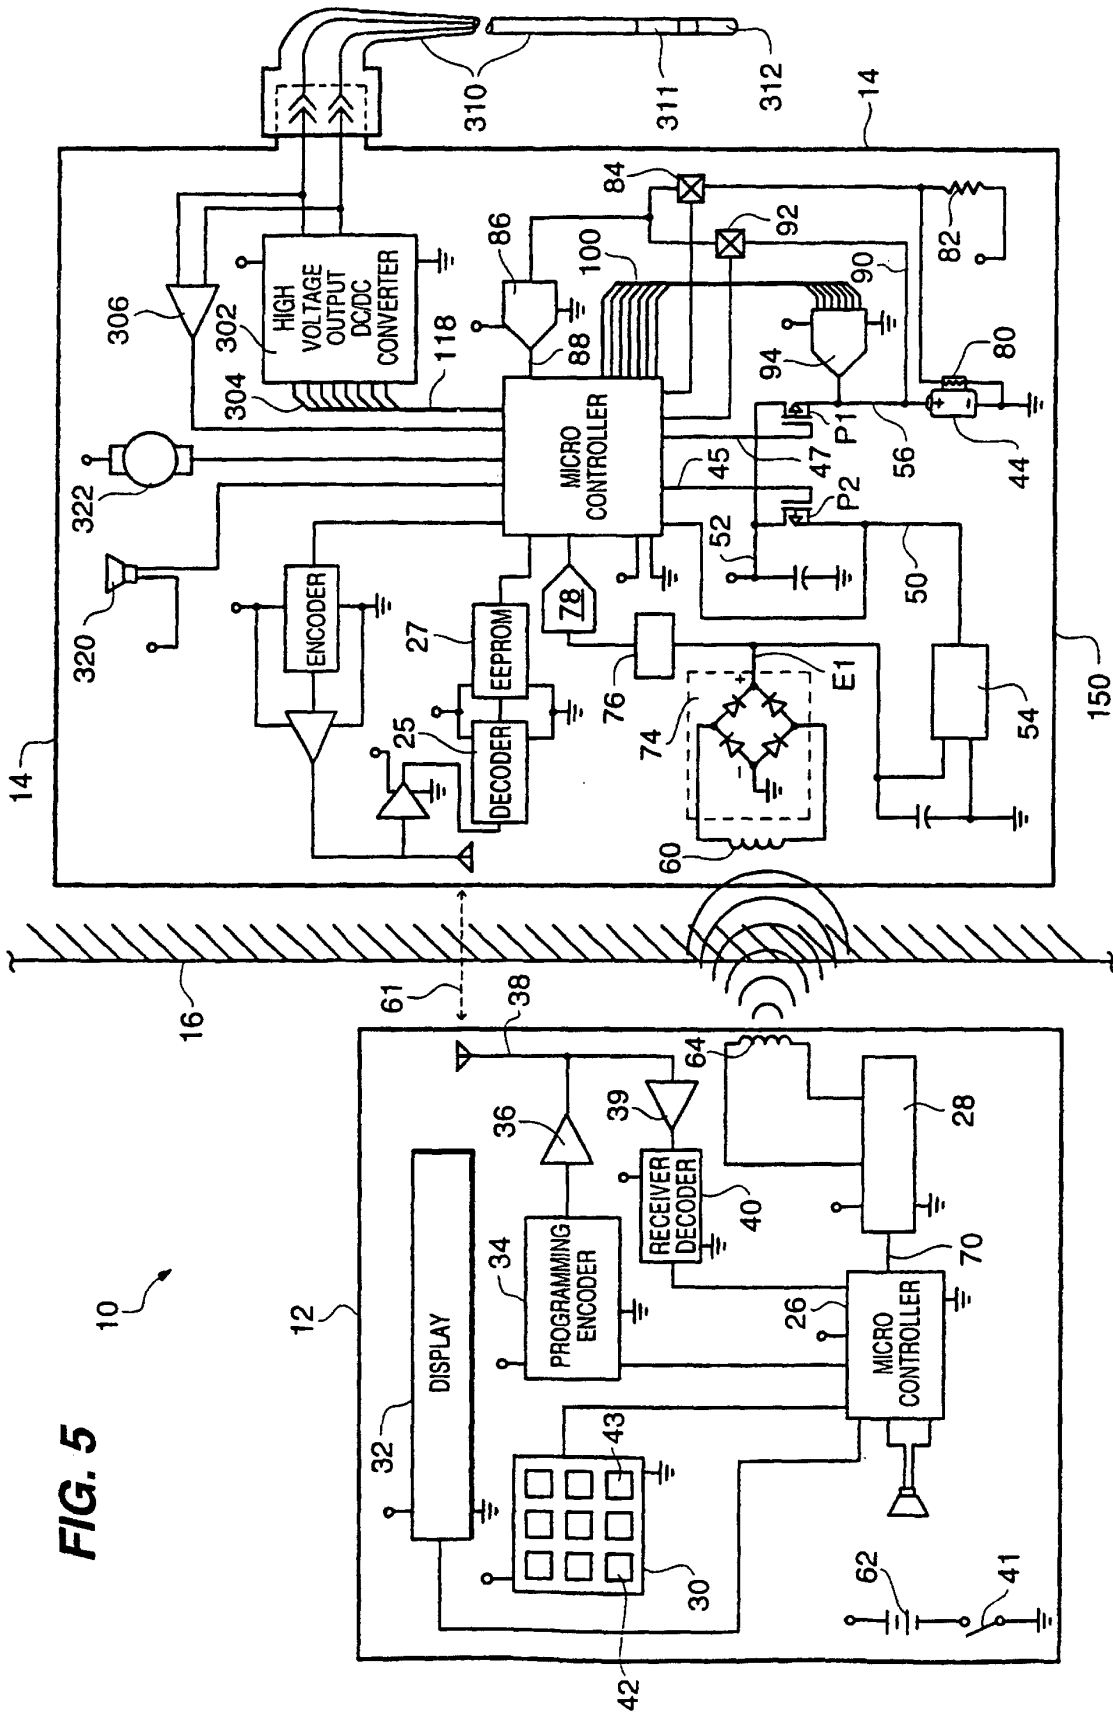 FIG. 5
10
12
32
DISPLAY
34
PROGRAMMING
ENCODER
36
38
39
RECEIVER
DECODER
40
43
42
30
26
MICRO
CONTROLLER
70
28
64
62
41
16
61
14
320
322
306
302
304
HIGH
VOLTAGE
OUTPUT
DC/DC
CONVERTER
118
310
311
312
14
ENCODER
25
DECODER
27
EEPROM
MICRO
CONTROLLER
78
76
74
+
-
E1
60
86
88
100
84
92
94
90
82
80
+
-
44
P1
56
47
45
P2
52
50
54
150